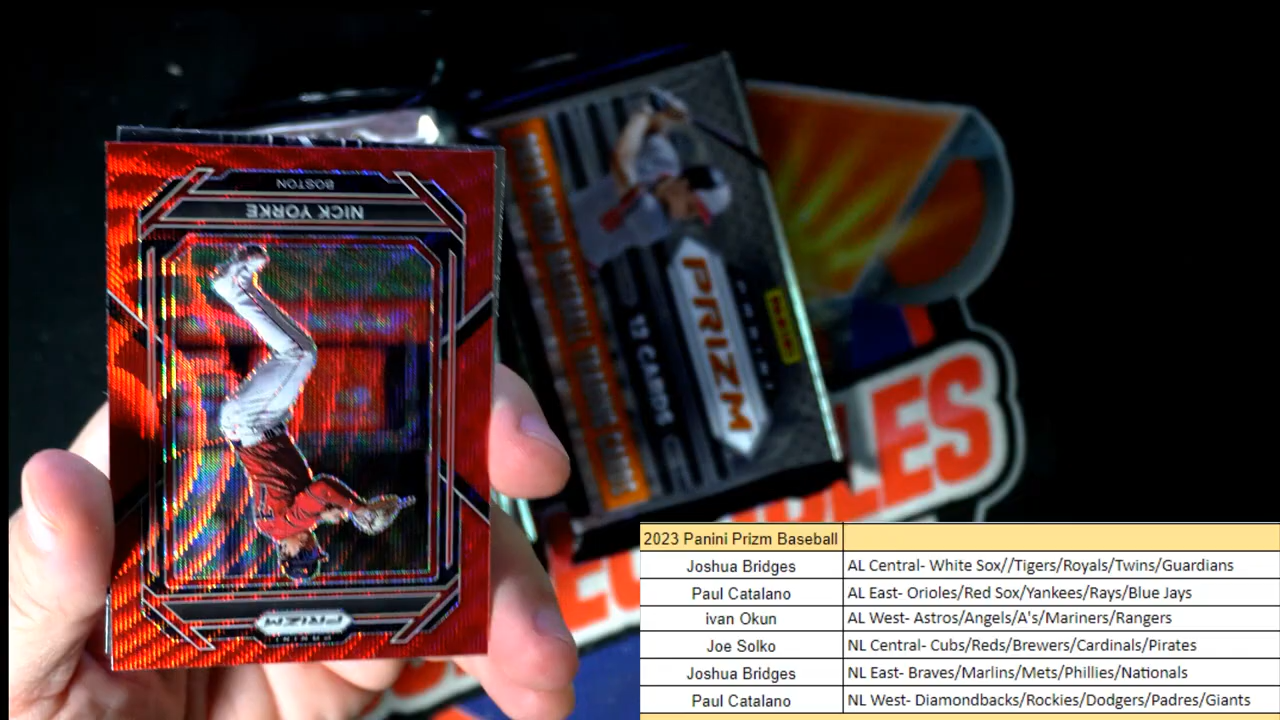 BOSTON
NICK YORKE
PANINI
PRIZM
PANINI
PRIZM
12 CARDS
LES
2023 Panini Prizm Baseball
Joshua Bridges AL Central- White Sox//Tigers/Royals/Twins/Guardians
Paul Catalano AL East- Orioles/Red Sox/Yankees/Rays/Blue Jays
ivan Okun AL West- Astros/Angels/A's/Mariners/Rangers
Joe Solko NL Central- Cubs/Reds/Brewers/Cardinals/Pirates
Joshua Bridges NL East- Braves/Marlins/Mets/Phillies/Nationals
Paul Catalano NL West- Diamondbacks/Rockies/Dodgers/Padres/Giants